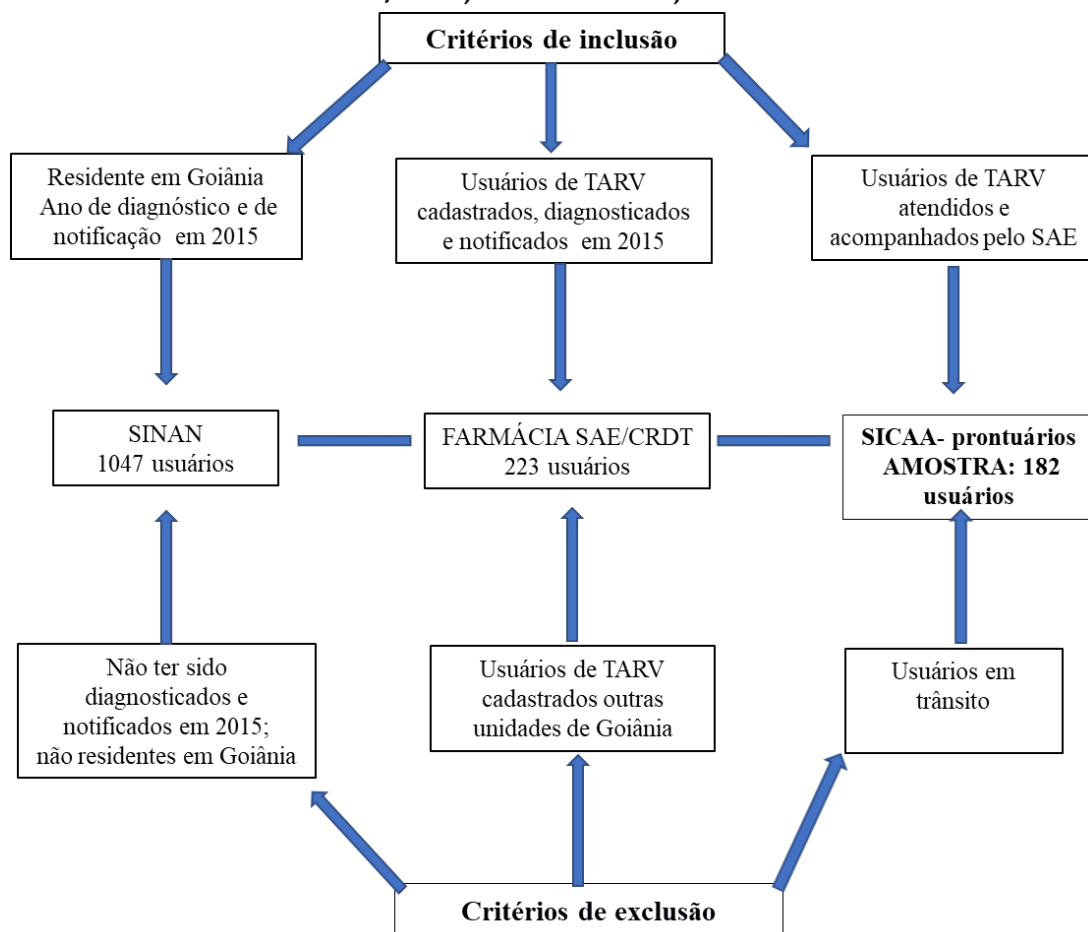 Critérios de inclusão
Residente em Goiânia
Ano de diagnóstico e de
notificação em 2015
Usuários de TARV
cadastrados, diagnosticados
e notificados em 2015
Usuários de TARV
atendidos e
acompanhados pelo SAE
SINAN
1047 usuários
FARMÁCIA SAE/CRDT
223 usuários
SICAA- prontuários
AMOSTRA: 182
usuários
Não ter sido
diagnosticados e
notificados em 2015;
não residentes em Goiânia
Usuários de TARV
cadastrados outras
unidades de Goiânia
Usuários em
trânsito
Critérios de exclusão